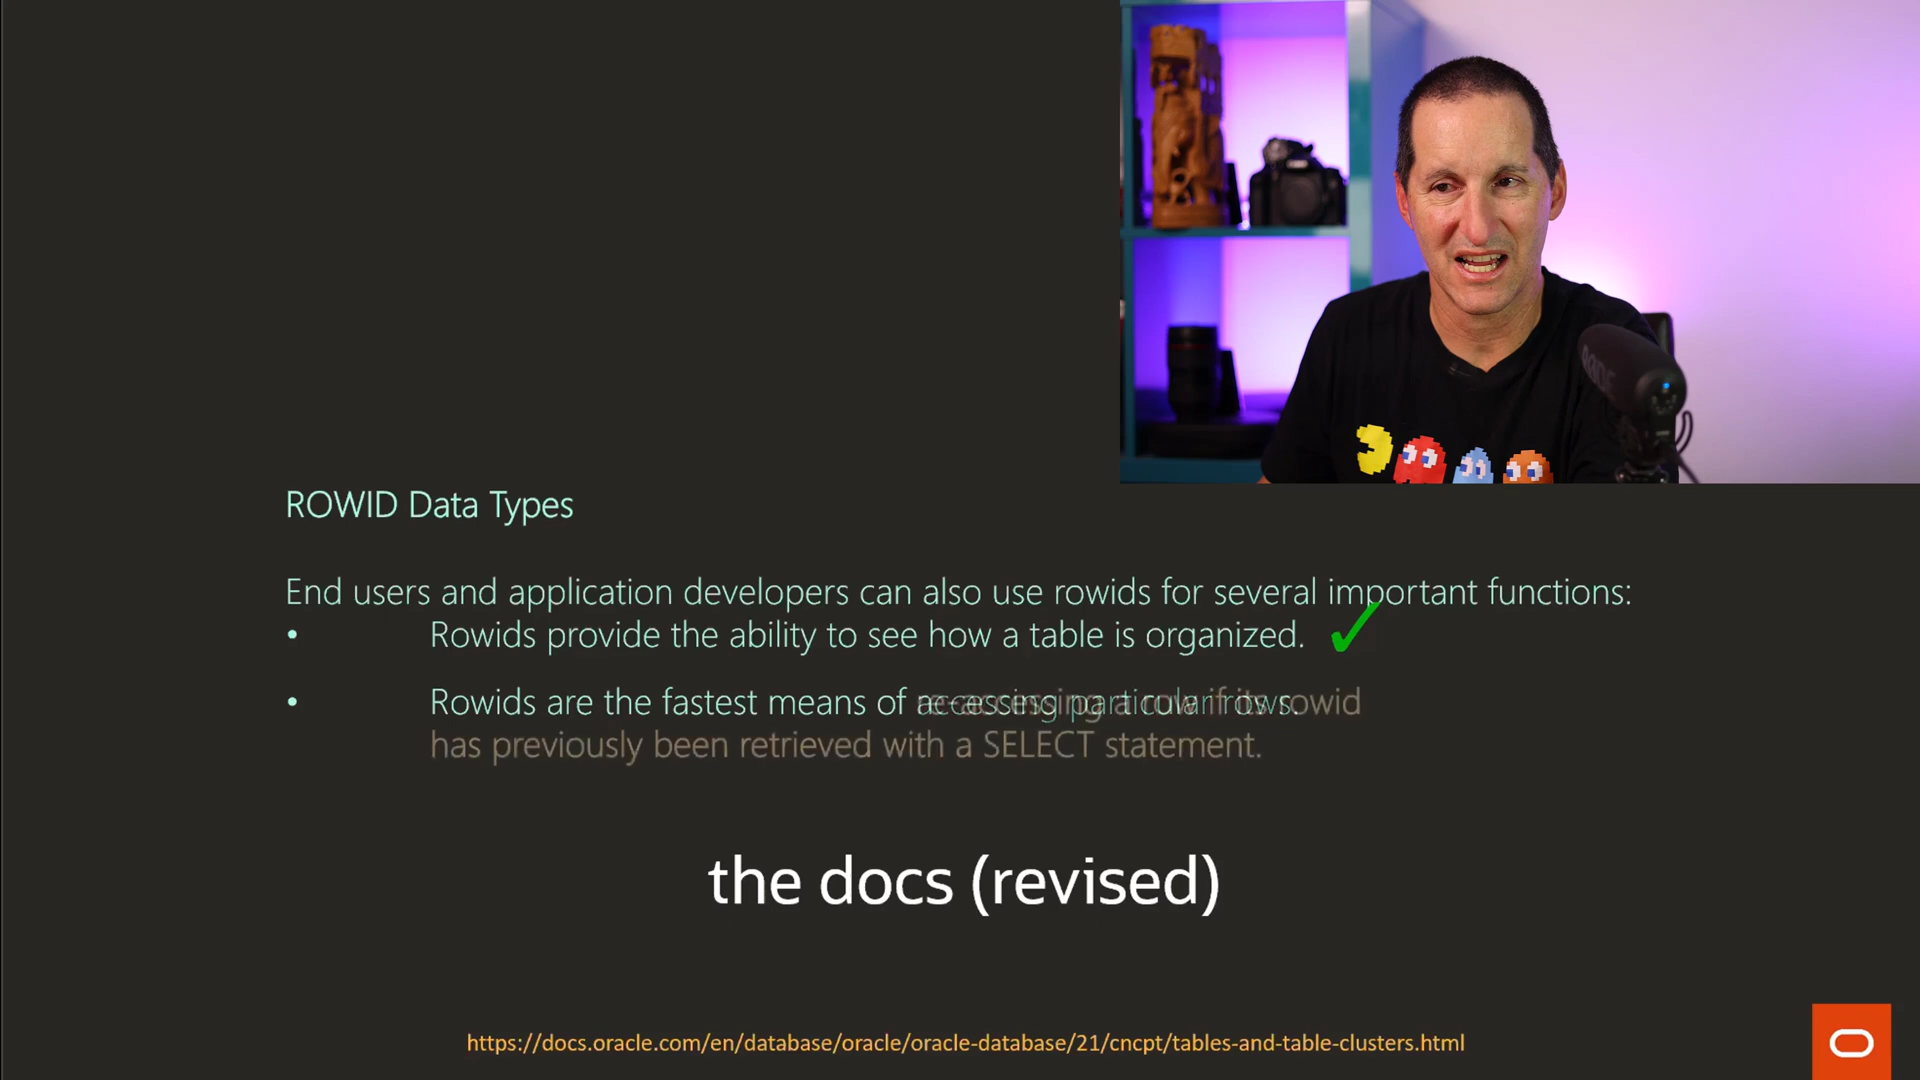 ROWID Data Types
End users and application developers can also use rowids for several important functions:
• Rowids provide the ability to see how a table is organized.
• Rowids are the fastest means of rowid
has previously been retrieved with a SELECT statement.
the docs (revised)
https://docs.oracle.com/en/database/oracle/oracle-database/21/cncpt/tables-and-table-clusters.html